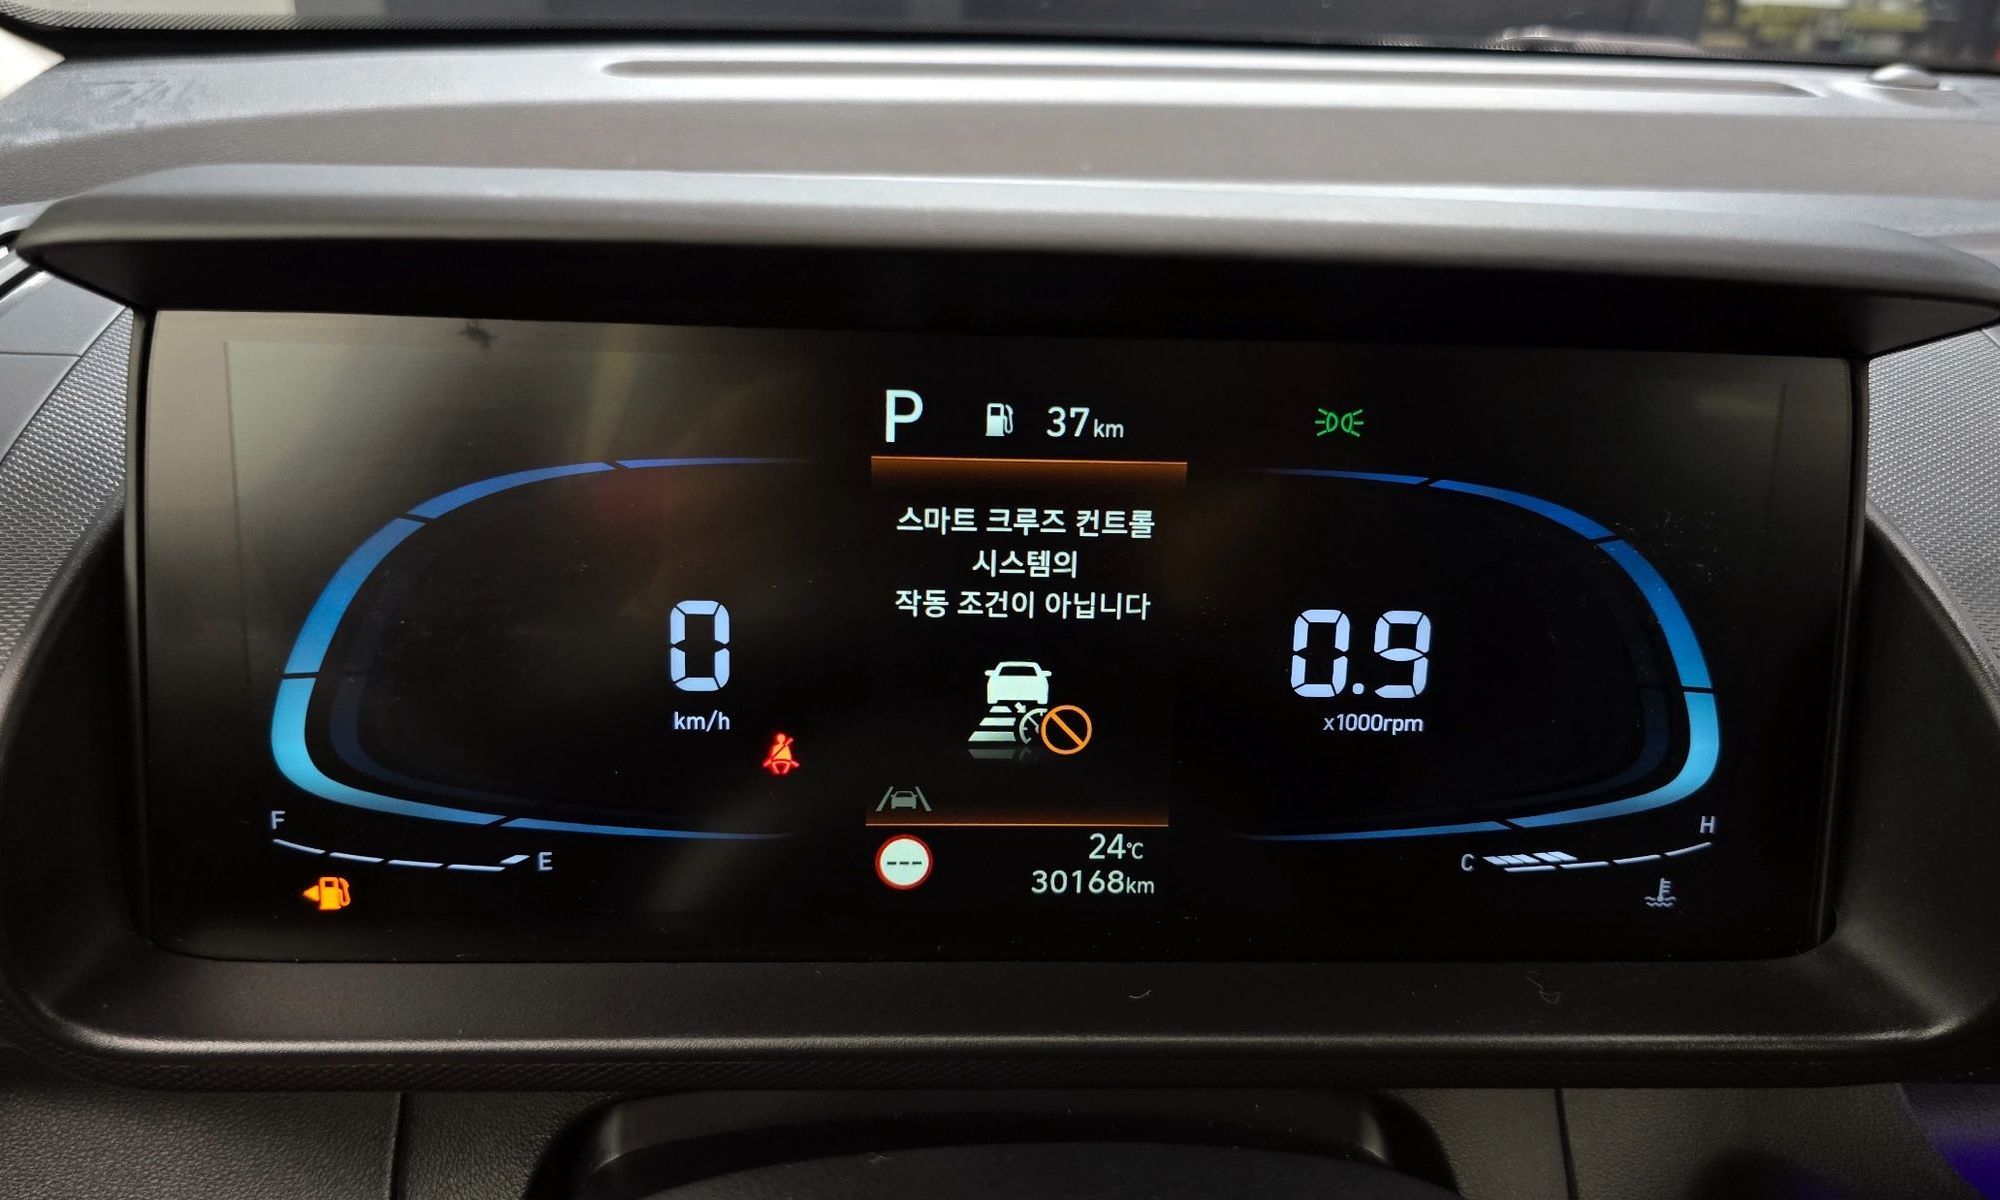 P 37km
스마트 크루즈 컨트롤
시스템의
작동 조건이 아닙니다
0
km/h
0.9
x1000rpm
F
E
---
24℃
30168km
C
H